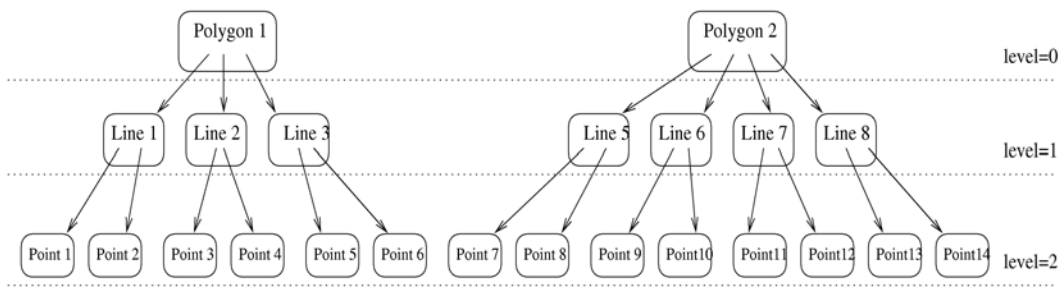 Polygon 1 Polygon 2
level=0
Line 1 Line 2 Line 3 Line 5 Line 6 Line 7 Line 8
level=1
Point 1 Point 2 Point 3 Point 4 Point 5 Point 6 Point 7 Point 8 Point 9 Point10 Point11 Point12 Point13 Point14
level=2